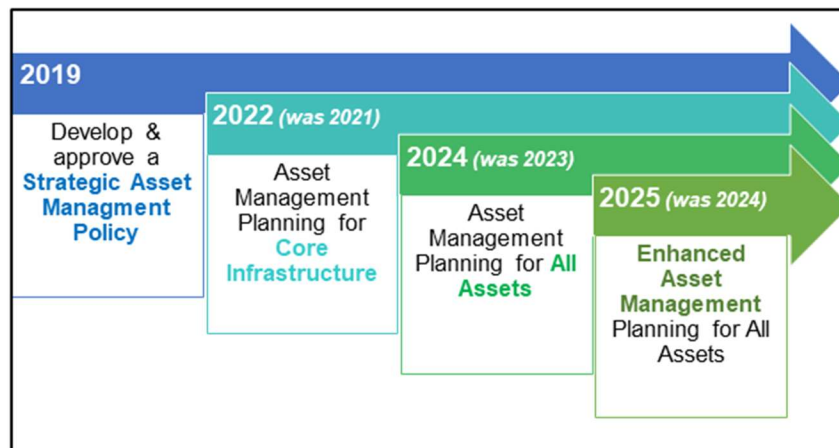 2019
Develop &
approve a
Strategic Asset
Managment
Policy
2022 (was 2021)
Asset
Management
Planning for
Core
Infrastructure
2024 (was 2023)
Asset
Management
Planning for All
Assets
2025 (was 2024)
Enhanced
Asset
Management
Planning for All
Assets